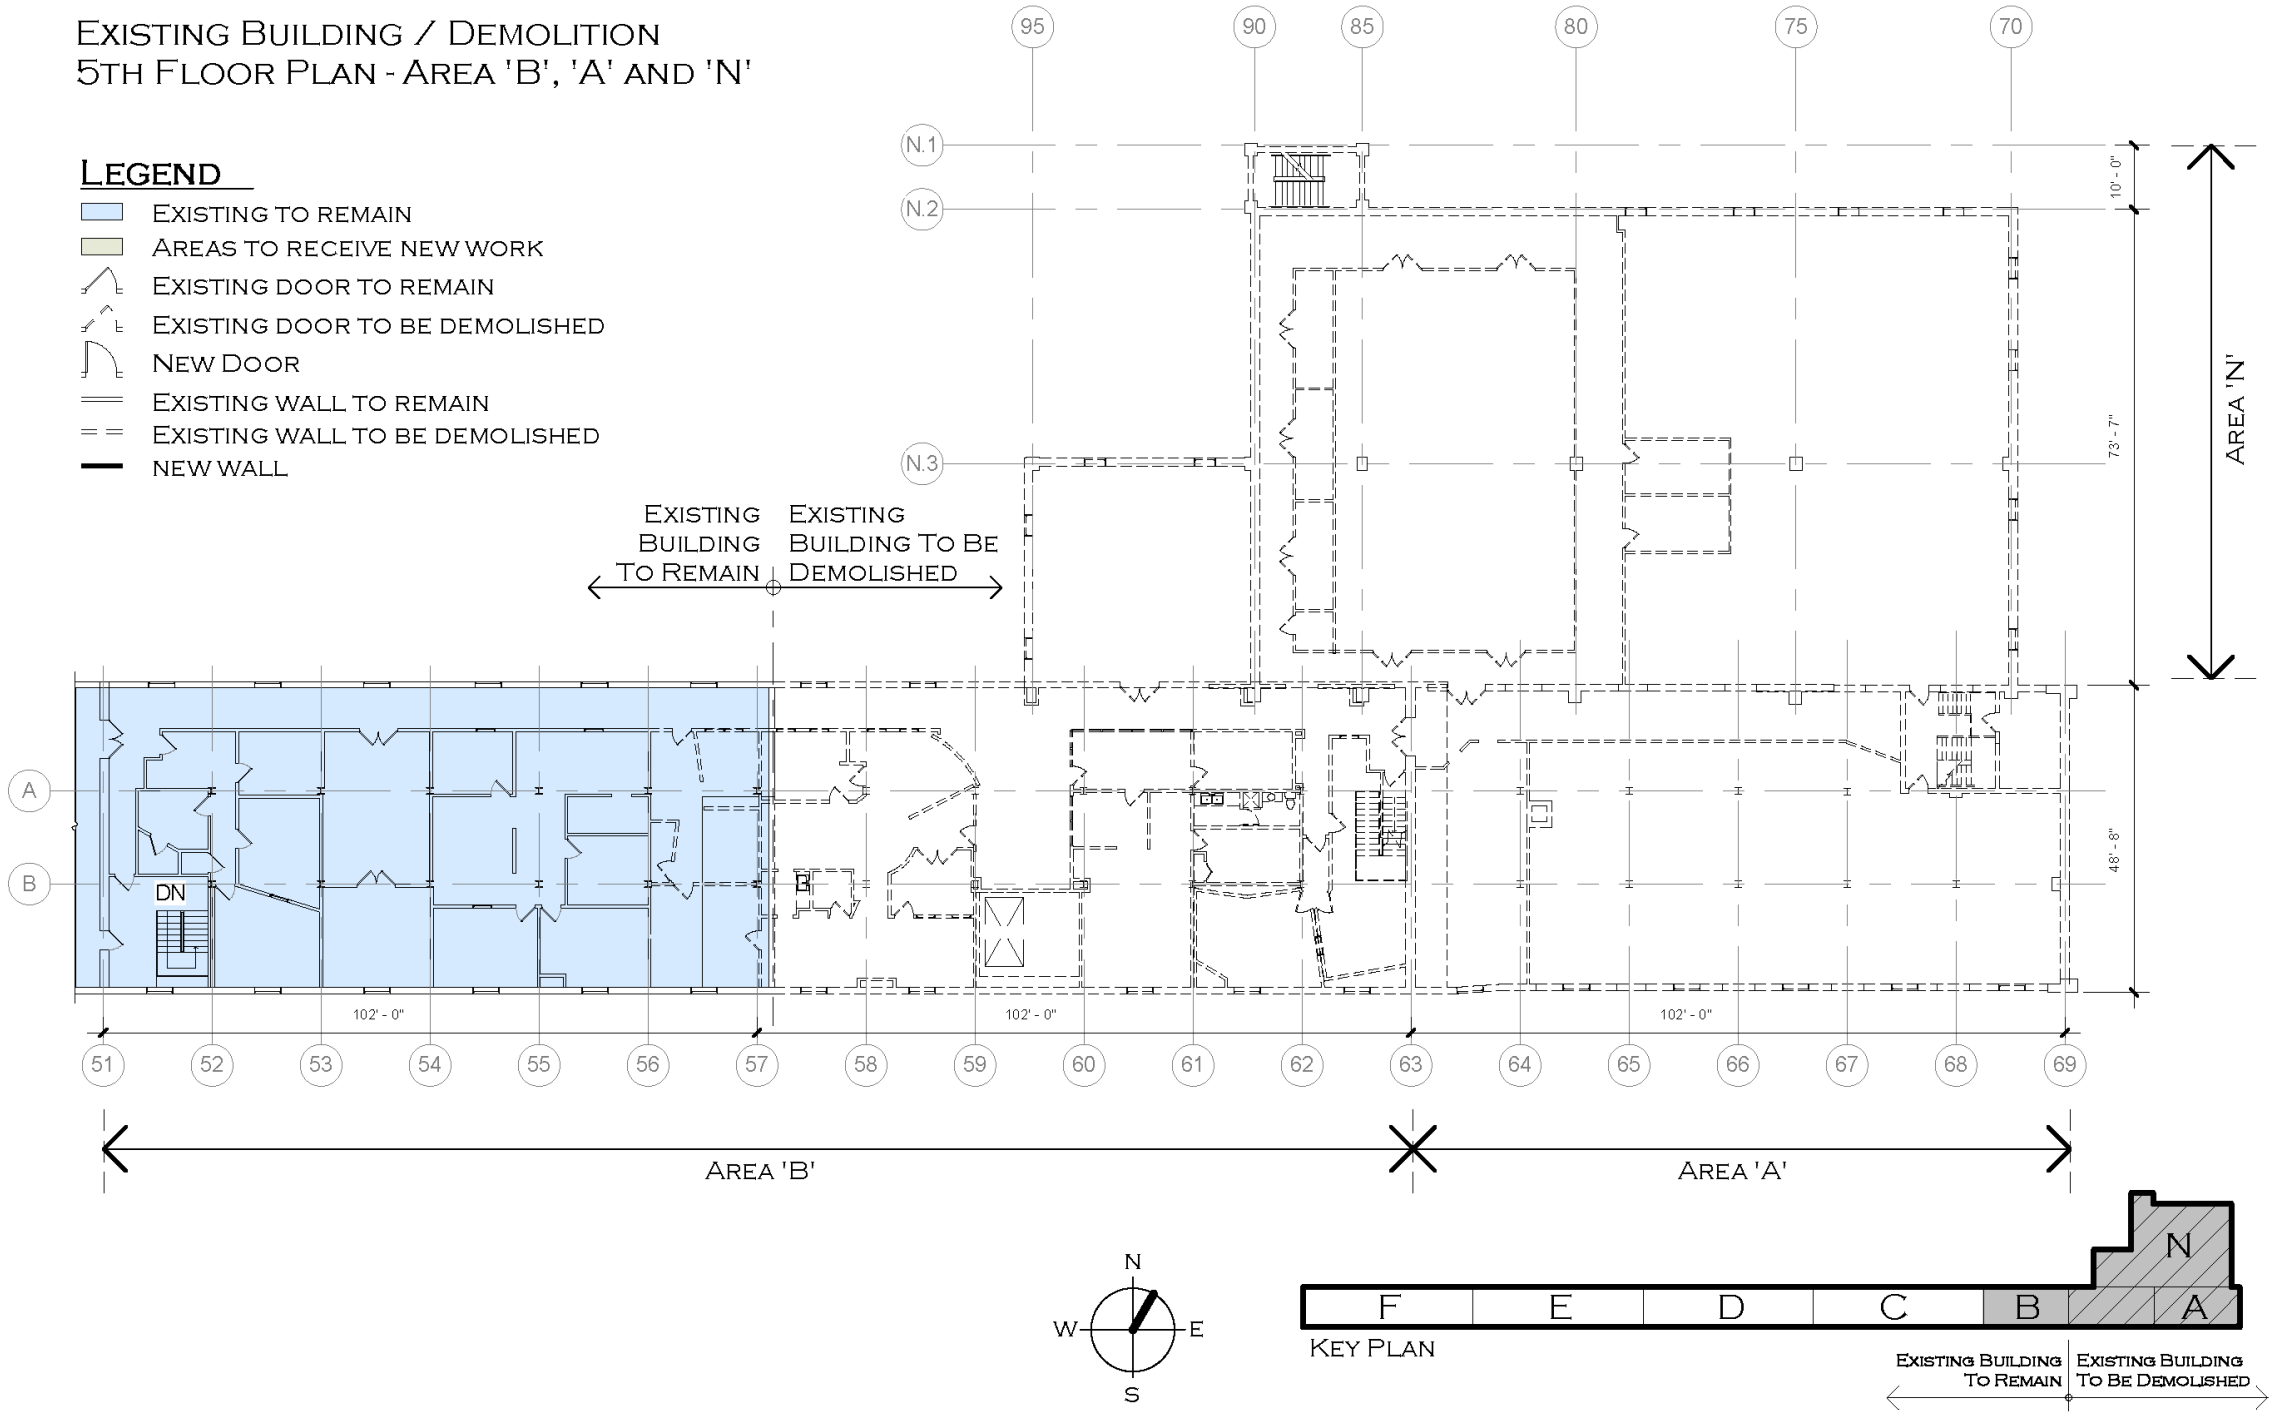 EXISTING BUILDING / DEMOLITION
5TH FLOOR PLAN - AREA 'B', 'A' AND 'N'
95
90
85
80
75
70
N.1
N.2
N.3
10' - 0"
73' - 7"
48' - 8"
AREA 'N'
LEGEND
EXISTING TO REMAIN
AREAS TO RECEIVE NEW WORK
EXISTING DOOR TO REMAIN
EXISTING DOOR TO BE DEMOLISHED
NEW DOOR
EXISTING WALL TO REMAIN
EXISTING WALL TO BE DEMOLISHED
NEW WALL
EXISTING
BUILDING
TO REMAIN
EXISTING
BUILDING TO BE
DEMOLISHED
A
B
DN
102' - 0"
102' - 0"
102' - 0"
51
52
53
54
55
56
57
58
59
60
61
62
63
64
65
66
67
68
69
AREA 'B'
AREA 'A'
N
W
E
S
N
F
E
D
C
B
A
KEY PLAN
EXISTING BUILDING
TO REMAIN
EXISTING BUILDING
TO BE DEMOLISHED